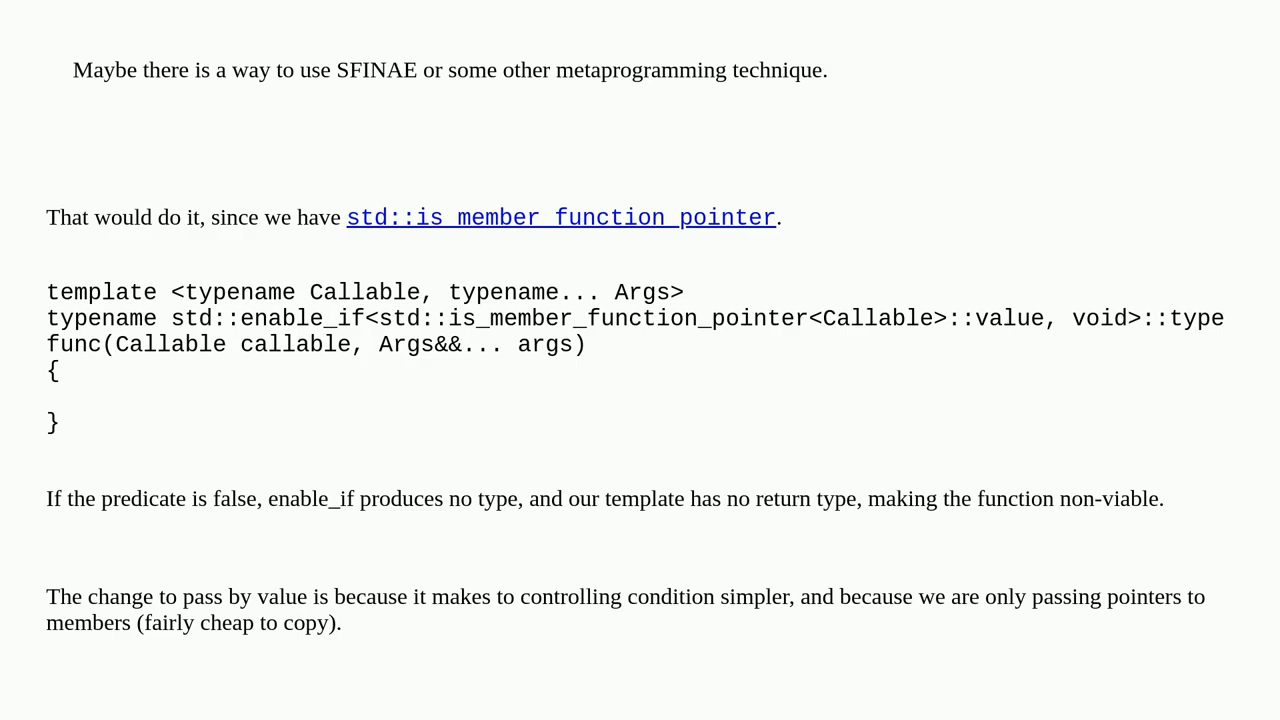 Maybe there is a way to use SFINAE or some other metaprogramming technique.
That would do it, since we have std::is_member_function_pointer.
template <typename Callable, typename... Args>
typename std::enable_if<std::is_member_function_pointer<Callable>::value, void>::type
func(Callable callable, Args&&... args)
{
}
If the predicate is false, enable_if produces no type, and our template has no return type, making the function non-viable.
The change to pass by value is because it makes to controlling condition simpler, and because we are only passing pointers to
members (fairly cheap to copy).